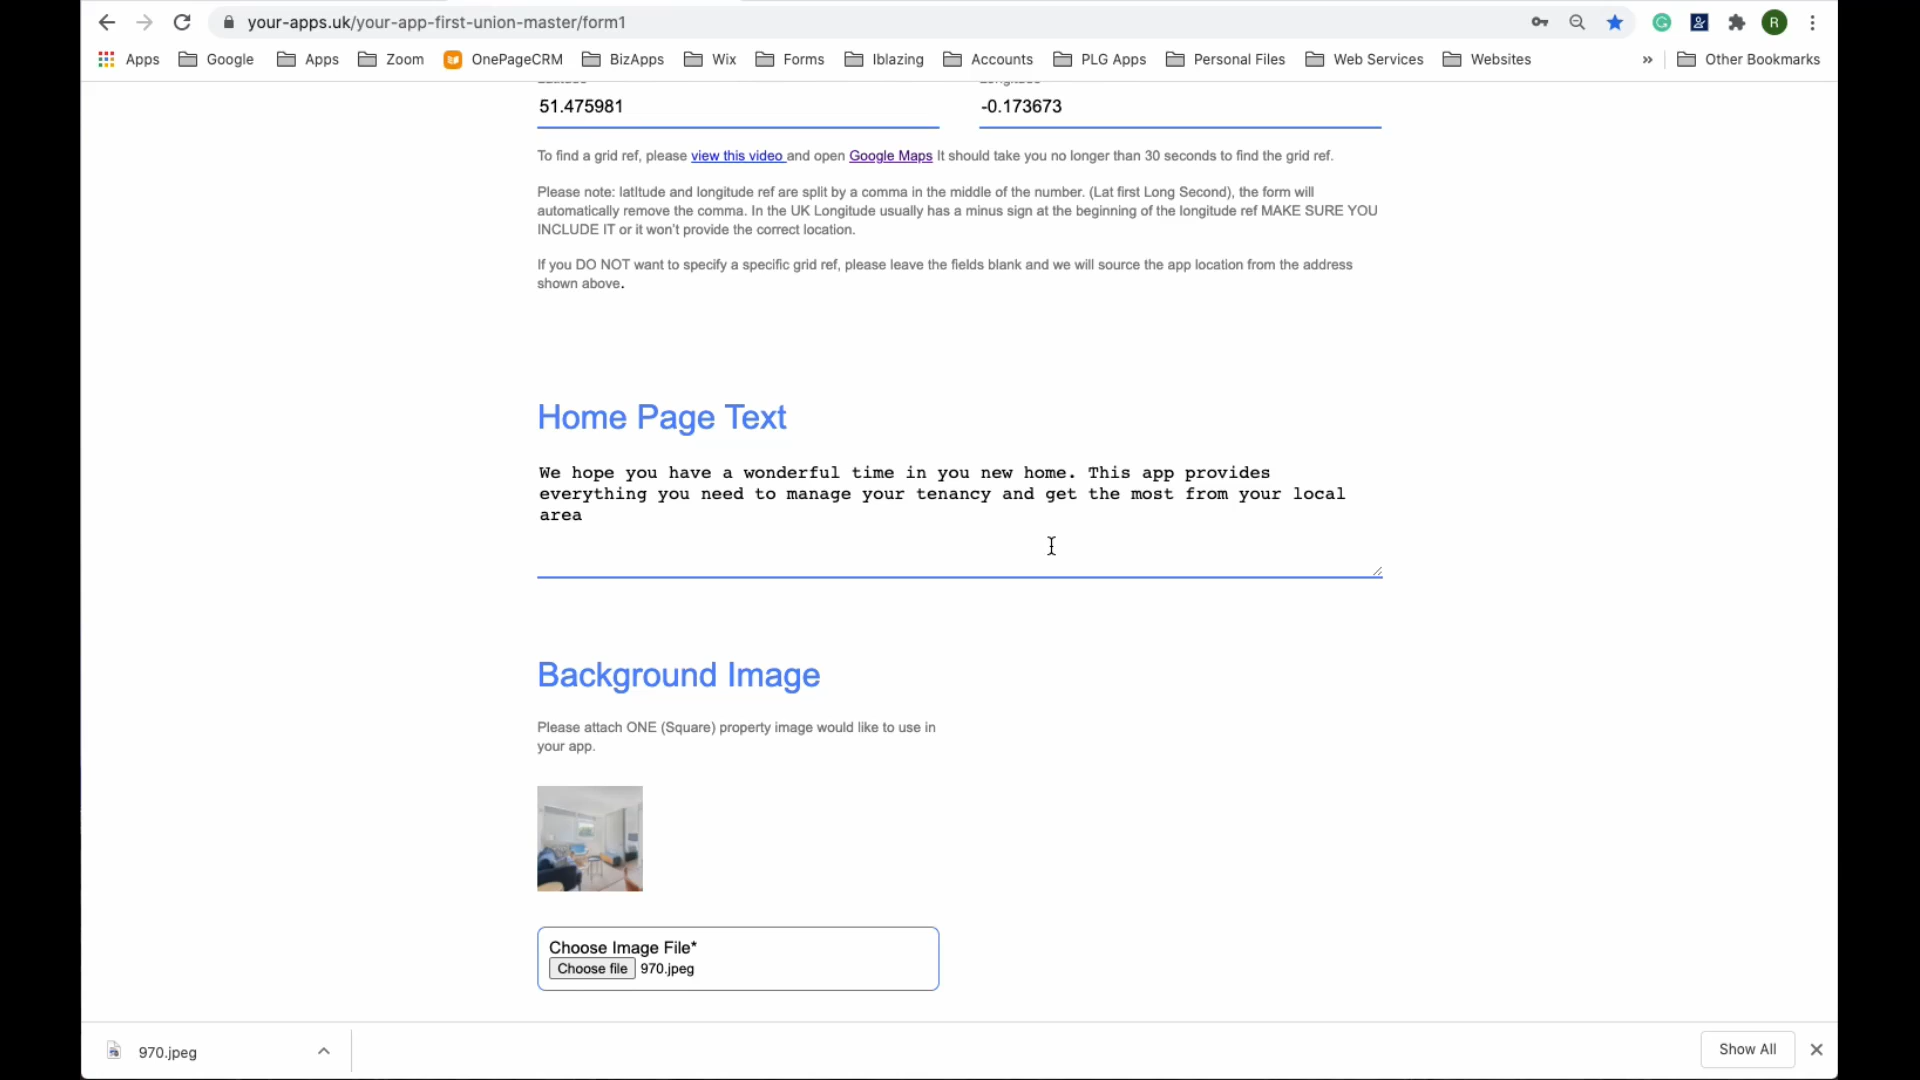 your-apps.uk/your-app-first-union-master/form1
R
Apps Google Apps Zoom OnePageCRM BizApps Wix Forms Iblazing Accounts PLG Apps Personal Files Web Services Websites » Other Bookmarks
51.475981 -0.173673
To find a grid ref, please view this video and open Google Maps It should take you no longer than 30 seconds to find the grid ref.
Please note: latItude and longitude ref are split by a comma in the middle of the number. (Lat first Long Second), the form will
automatically remove the comma. In the UK Longitude usually has a minus sign at the beginning of the longitude ref MAKE SURE YOU
INCLUDE IT or it won't provide the correct location.
If you DO NOT want to specify a specific grid ref, please leave the fields blank and we will source the app location from the address
shown above.
Home Page Text
We hope you have a wonderful time in you new home. This app provides
everything you need to manage your tenancy and get the most from your local
area
Background Image
Please attach ONE (Square) property image would like to use in
your app.
Choose Image File*
Choose file 970.jpeg
970.jpeg Show All